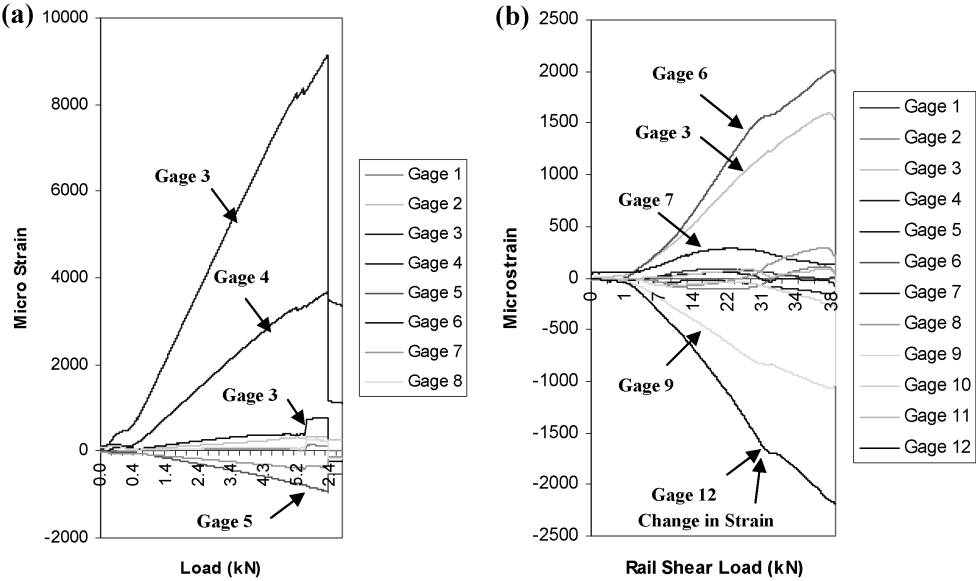 (a)
10000
8000
6000
4000
2000
0
-2000
Micro Strain
Gage 3
Gage 4
Gage 3
Gage 5
0.0
0.4
1.4
2.4
3.4
4.3
5.2
2.4
Load (kN)
Gage 1
Gage 2
Gage 3
Gage 4
Gage 5
Gage 6
Gage 7
Gage 8
(b)
2500
2000
1500
1000
500
0
-500
-1000
-1500
-2000
-2500
Microstrain
Gage 6
Gage 3
Gage 7
Gage 9
Gage 12
Change in Strain
0
1
7
14
22
31
34
38
Rail Shear Load (kN)
Gage 1
Gage 2
Gage 3
Gage 4
Gage 5
Gage 6
Gage 7
Gage 8
Gage 9
Gage 10
Gage 11
Gage 12